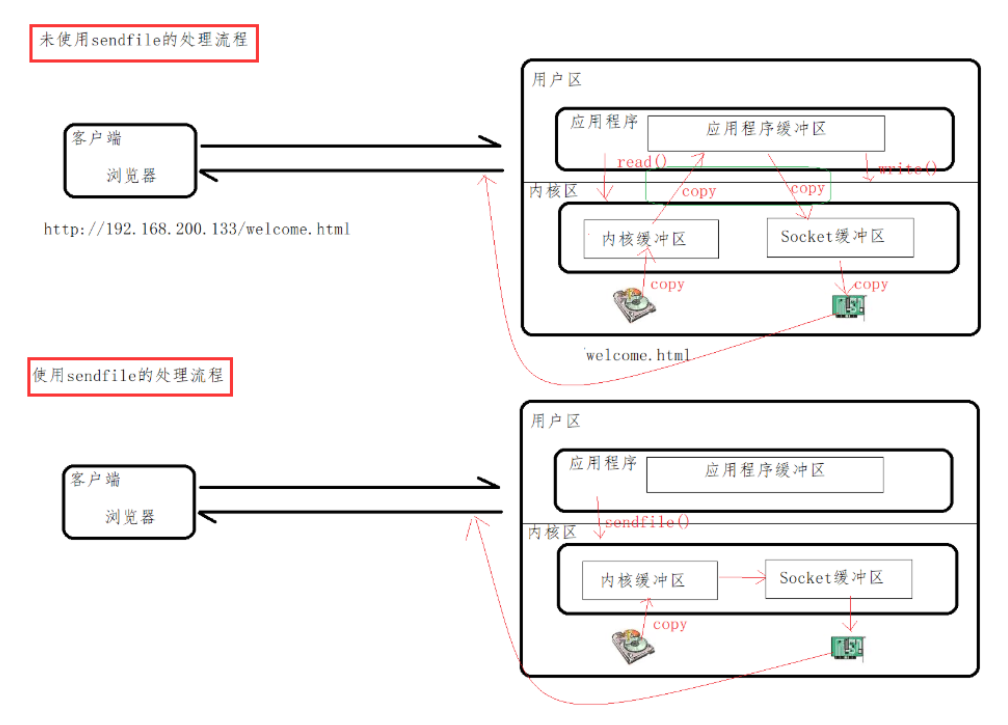 未使用sendfile的处理流程
用户区
应用程序
应用程序缓冲区
客户端
浏览器
read()
write()
内核区
copy
copy
http://192.168.200.133/welcome.html
内核缓冲区
Socket缓冲区
copy
copy
welcome.html
使用sendfile的处理流程
用户区
应用程序
应用程序缓冲区
客户端
浏览器
sendfile()
内核区
内核缓冲区
Socket缓冲区
copy